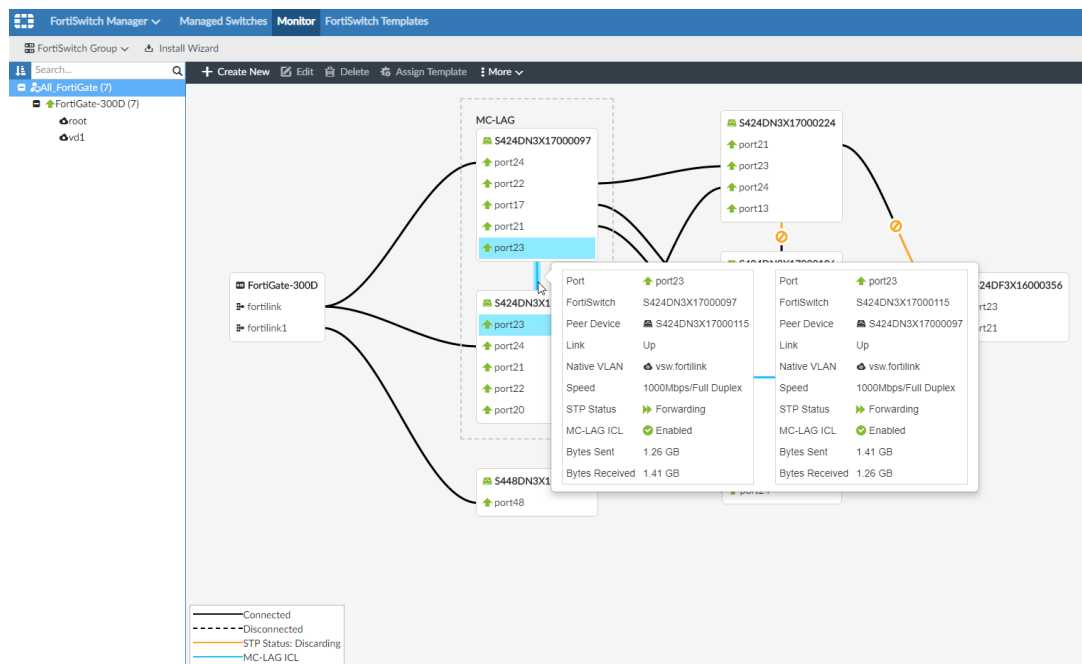 FortiSwitch Manager Managed Switches Monitor FortiSwitch Templates
FortiSwitch Group Install Wizard
Search...
Create New Edit Delete Assign Template More
All_FortiGate (7)
FortiGate-300D (7)
root
vd1
MC-LAG
S424DN3X17000097
port24
port22
port17
port21
port23
S424DN3X17000224
port21
port23
port24
port13
FortiGate-300D
fortilink
fortilink1
S424DN3X1
port23
port24
port21
port22
port20
S448DN3X1
port48
24DF3X16000356
rt23
rt21
Port port23
FortiSwitch S424DN3X17000097
Peer Device S424DN3X17000115
Link Up
Native VLAN vsw.fortilink
Speed 1000Mbps/Full Duplex
STP Status Forwarding
MC-LAG ICL Enabled
Bytes Sent 1.26 GB
Bytes Received 1.41 GB
Port port23
FortiSwitch S424DN3X17000115
Peer Device S424DN3X17000097
Link Up
Native VLAN vsw.fortilink
Speed 1000Mbps/Full Duplex
STP Status Forwarding
MC-LAG ICL Enabled
Bytes Sent 1.41 GB
Bytes Received 1.26 GB
Connected
Disconnected
STP Status: Discarding
MC-LAG ICL